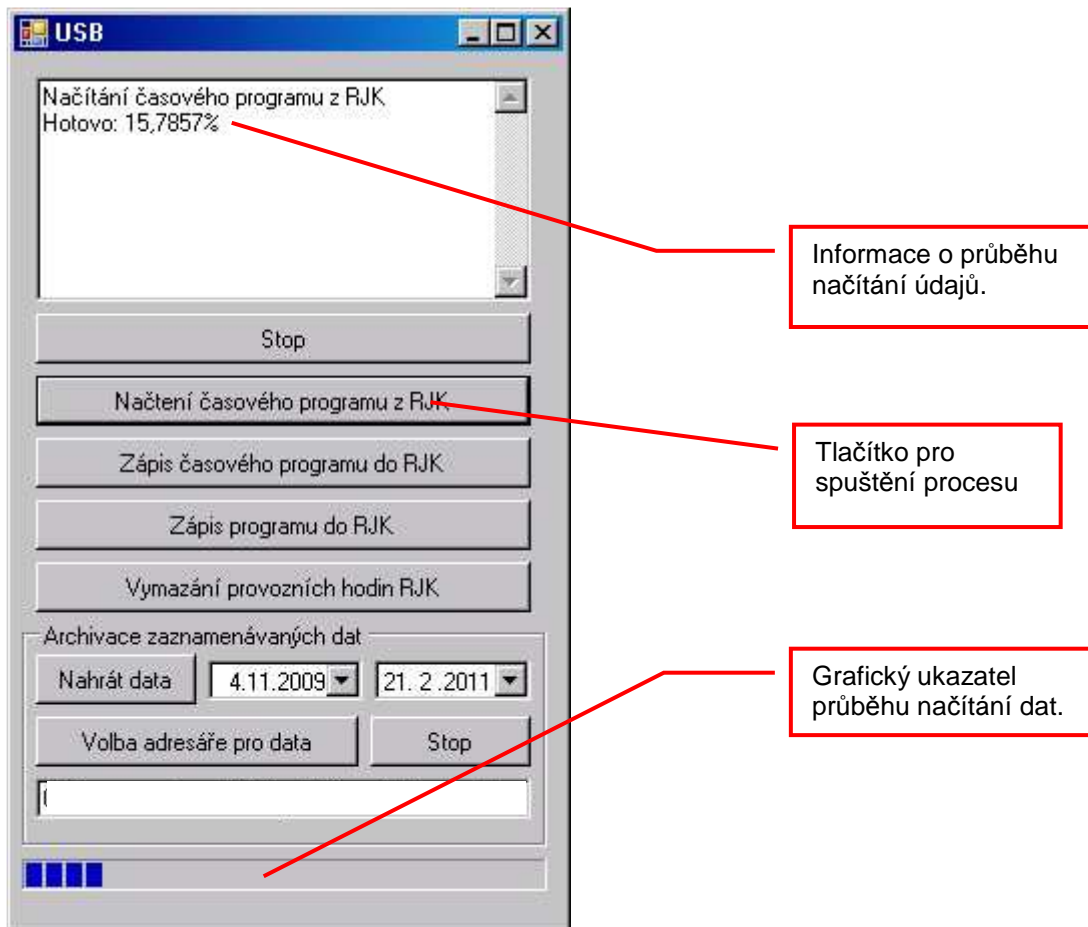 USB
Načítání časového programu z RJK
Hotovo: 15,7857%
Stop
Načtení časového programu z RJK
Zápis časového programu do RJK
Zápis programu do RJK
Vymazání provozních hodin RJK
Archivace zaznamenávaných dat
Nahrát data 4.11.2009 21. 2 .2011
Volba adresáře pro data Stop
Informace o průběhu
načítání údajů.
Tlačítko pro
spuštění procesu
Grafický ukazatel
průběhu načítání dat.